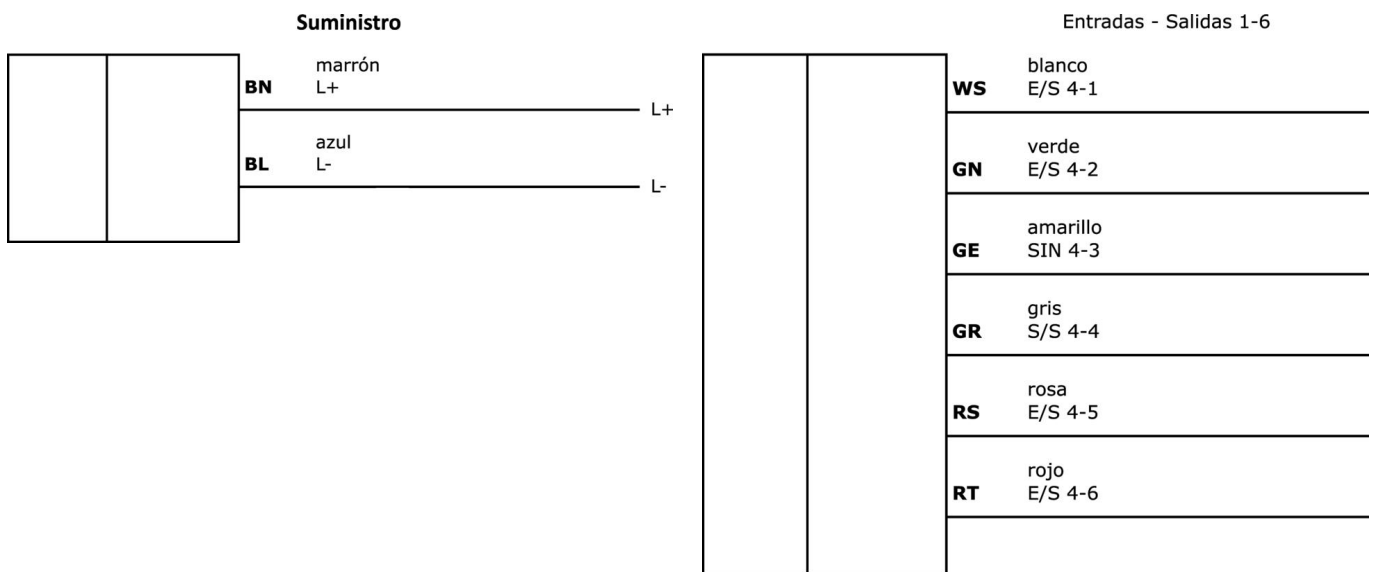 Suministro
BN
marrón
L+
L+
BL
azul
L-
L-
Entradas - Salidas 1-6
WS
blanco
E/S 4-1
GN
verde
E/S 4-2
GE
amarillo
SIN 4-3
GR
gris
S/S 4-4
RS
rosa
E/S 4-5
RT
rojo
E/S 4-6